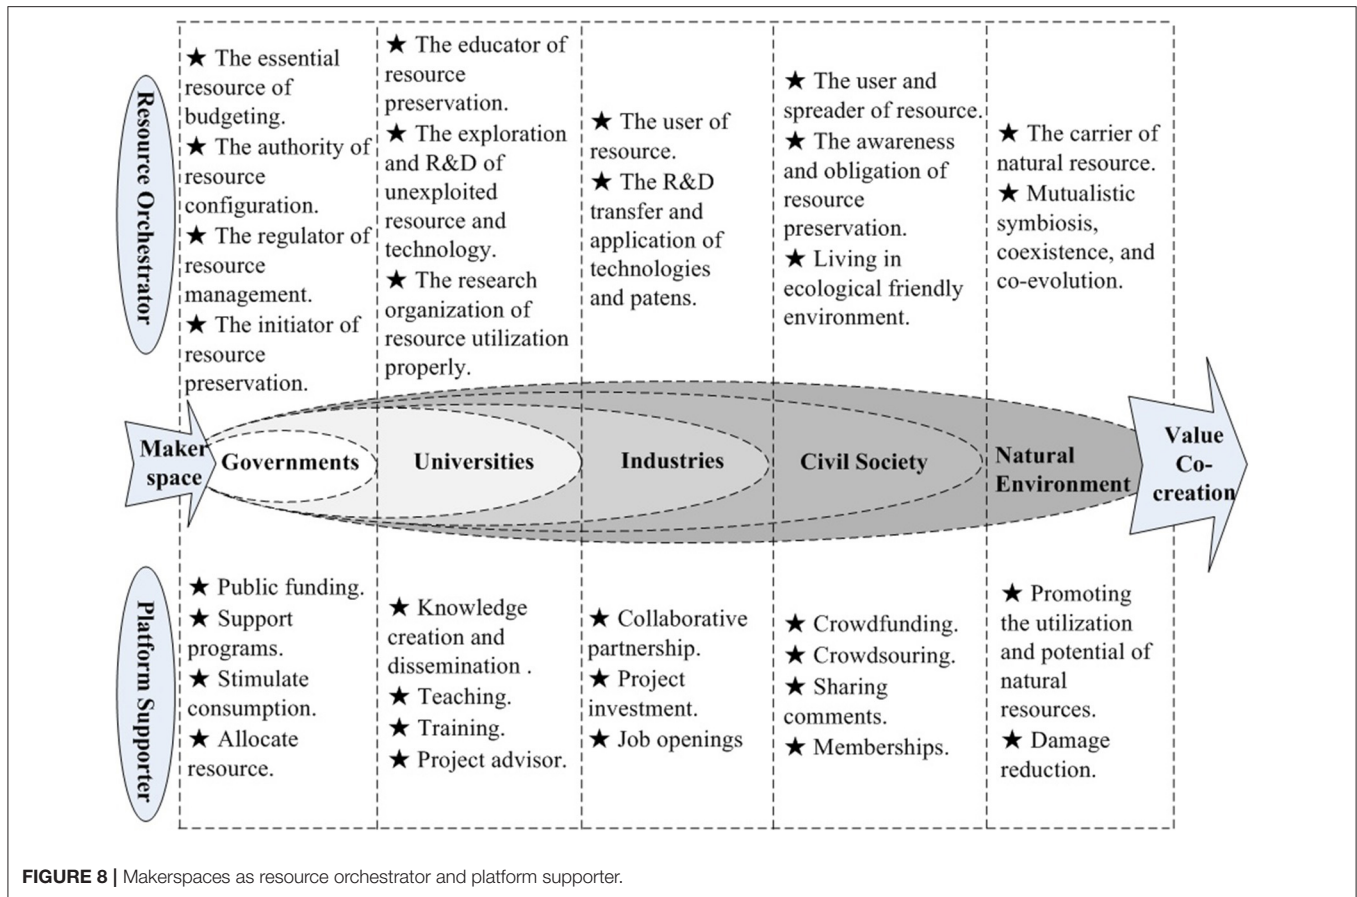 Resource Orchestrator
★ The essential
resource of
budgeting.
★ The authority of
resource
configuration.
★ The regulator of
resource
management.
★ The initiator of
resource
preservation.
★ The educator of
resource
preservation.
★ The exploration
and R&D of
unexploited
resource and
technology.
★ The research
organization of
resource utilization
properly.
★ The user of
resource.
★ The R&D
transfer and
application of
technologies
and patens.
★ The user and
spreader of resource.
★ The awareness
and obligation of
resource
preservation.
★ Living in
ecological friendly
environment.
★ The carrier of
natural resource.
★ Mutualistic
symbiosis,
coexistence, and
co-evolution.
Maker
space
Governments
Universities
Industries
Civil Society
Natural
Environment
Value
Co-
creation
Platform Supporter
★ Public funding.
★ Support
programs.
★ Stimulate
consumption.
★ Allocate
resource.
★ Knowledge
creation and
dissemination .
★ Teaching.
★ Training.
★ Project advisor.
★ Collaborative
partnership.
★ Project
investment.
★ Job openings
★ Crowdfunding.
★ Crowdsouring.
★ Sharing
comments.
★ Memberships.
★ Promoting
the utilization
and potential of
natural
resources.
★ Damage
reduction.
FIGURE 8 | Makerspaces as resource orchestrator and platform supporter.